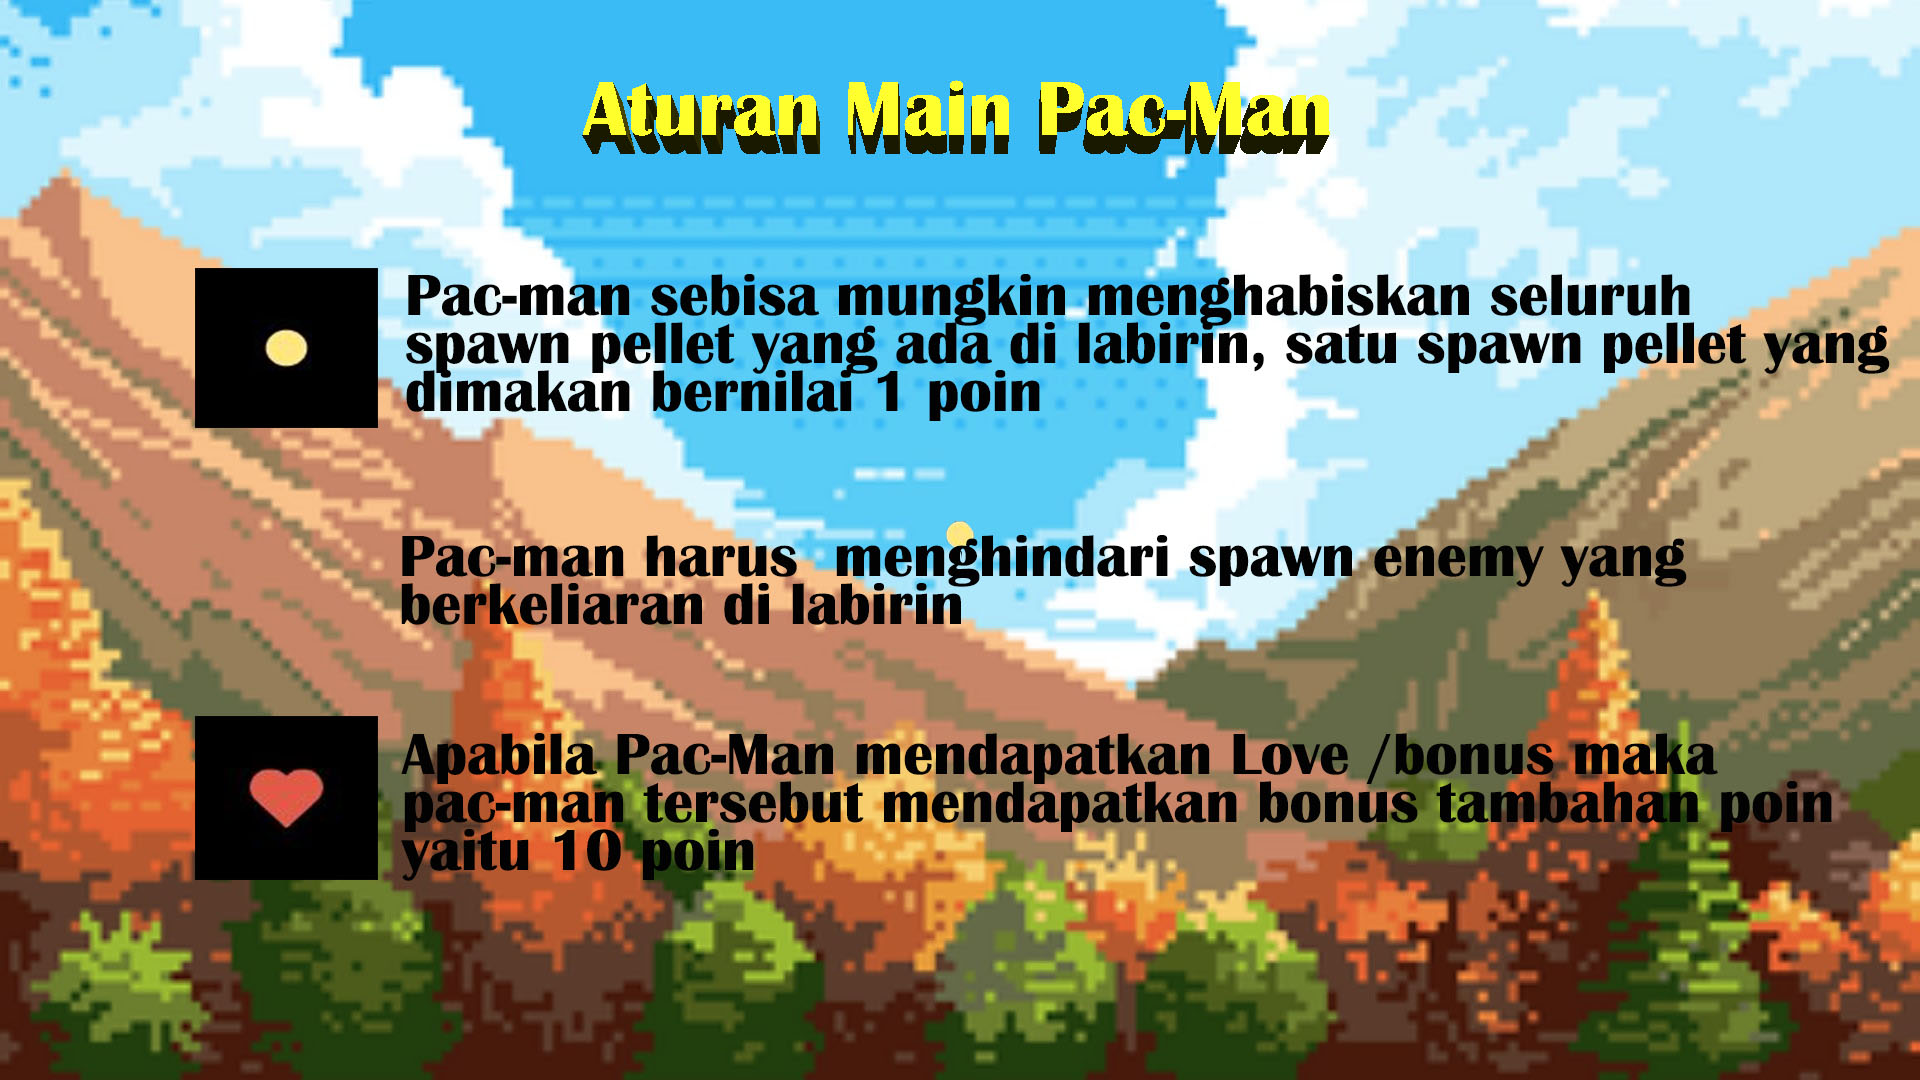 Aturan Main Pac-Man
Pac-man sebisa mungkin menghabiskan seluruh
spawn pellet yang ada di labirin, satu spawn pellet yang
dimakan bernilai 1 poin
Pac-man harus  menghindari spawn enemy yang
berkeliaran di labirin
Apabila Pac-Man mendapatkan Love /bonus maka
pac-man tersebut mendapatkan bonus tambahan poin
yaitu 10 poin